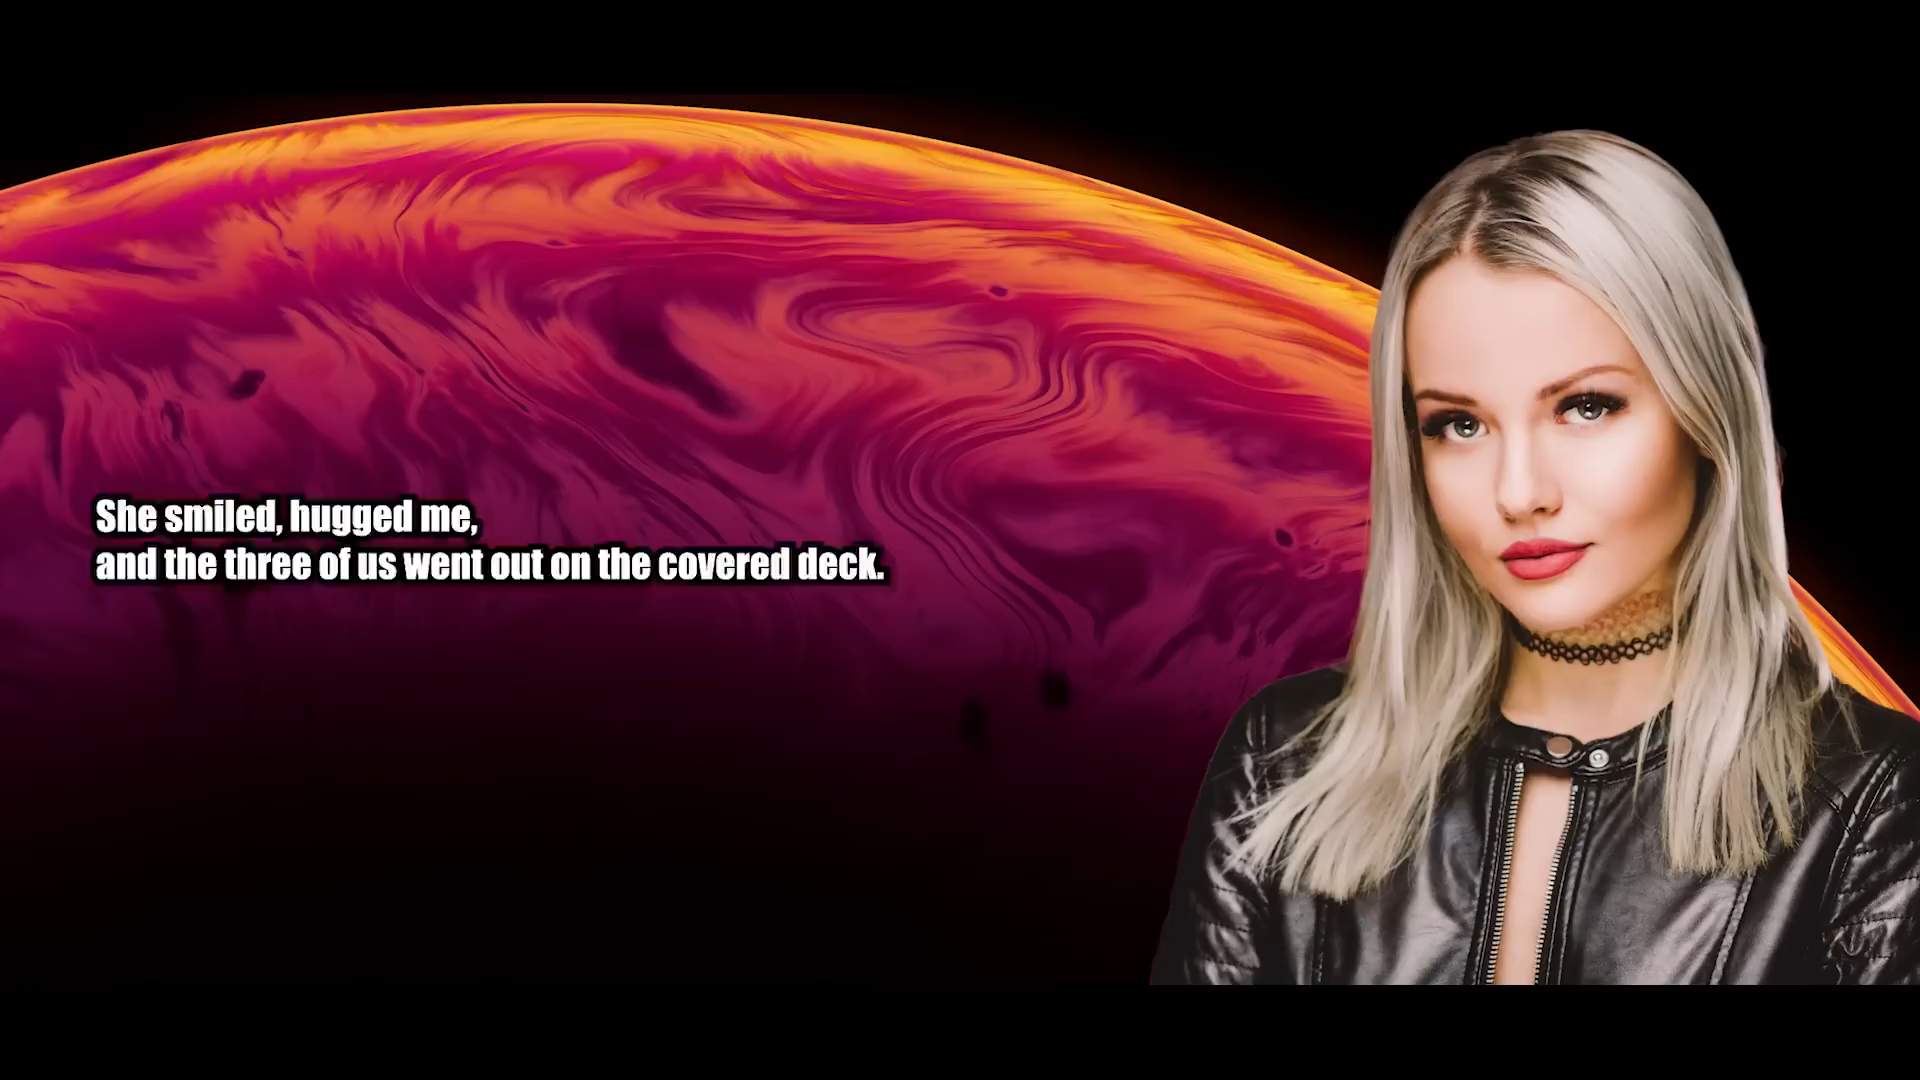 She smiled, hugged me,
and the three of us went out on the covered deck.